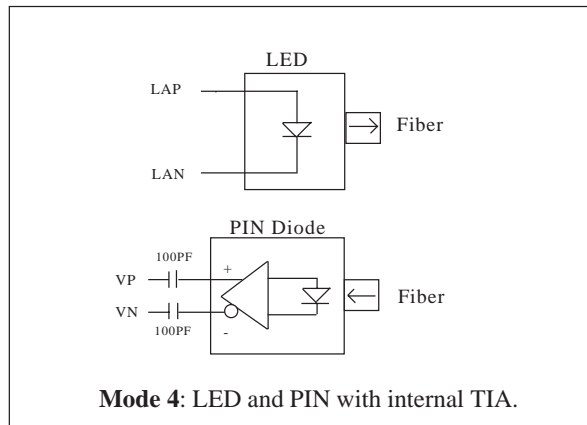 LED
LAP
Fiber
LAN
PIN Diode
100PF
+
VP
Fiber
VN
100PF
-
Mode 4: LED and PIN with internal TIA.